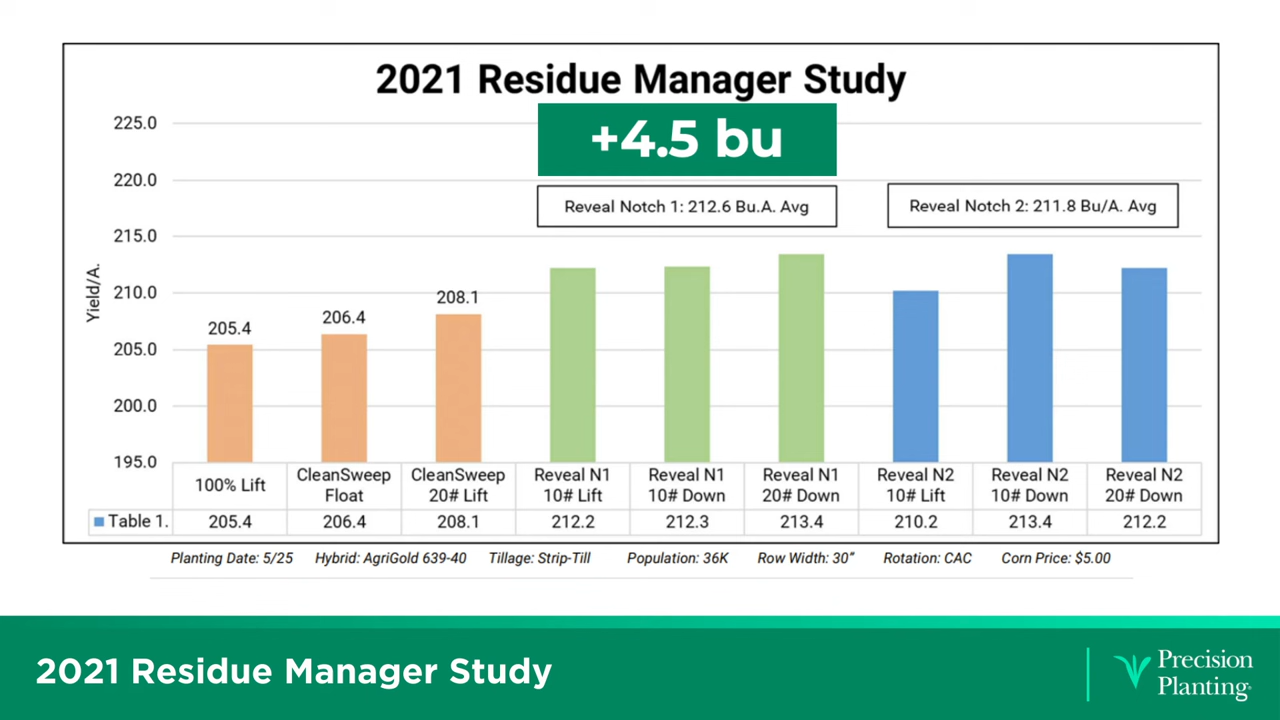 2021 Residue Manager Study
+4.5 bu
225.0
220.0
215.0
210.0
205.0
200.0
195.0
Yield/A.
Reveal Notch 1: 212.6 Bu.A. Avg
Reveal Notch 2: 211.8 Bu/A. Avg
205.4
206.4
208.1
100% Lift
CleanSweep
Float
CleanSweep
20# Lift
Reveal N1
10# Lift
Reveal N1
10# Down
Reveal N1
20# Down
Reveal N2
10# Lift
Reveal N2
10# Down
Reveal N2
20# Down
Table 1. 205.4 206.4 208.1 212.2 212.3 213.4 210.2 213.4 212.2
Planting Date: 5/25 Hybrid: AgriGold 639-40 Tillage: Strip-Till Population: 36K Row Width: 30” Rotation: CAC Corn Price: $5.00
2021 Residue Manager Study
Precision
Planting®